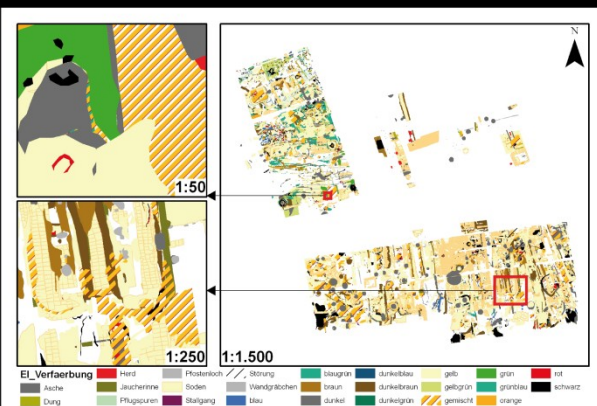 N
1:50
1:250
1:1.500
El_Verfaerbung
Asche
Dung
Herd
Jaucherinne
Pflugspuren
Pfostenloch
Soden
Stallgang
Störung
Wandgräbchen
blau
blaugrün
braun
dunkel
dunkelblau
dunkelbraun
dunkelgrün
gelb
gelbgrün
gemischt
grün
grünblau
orange
rot
schwarz